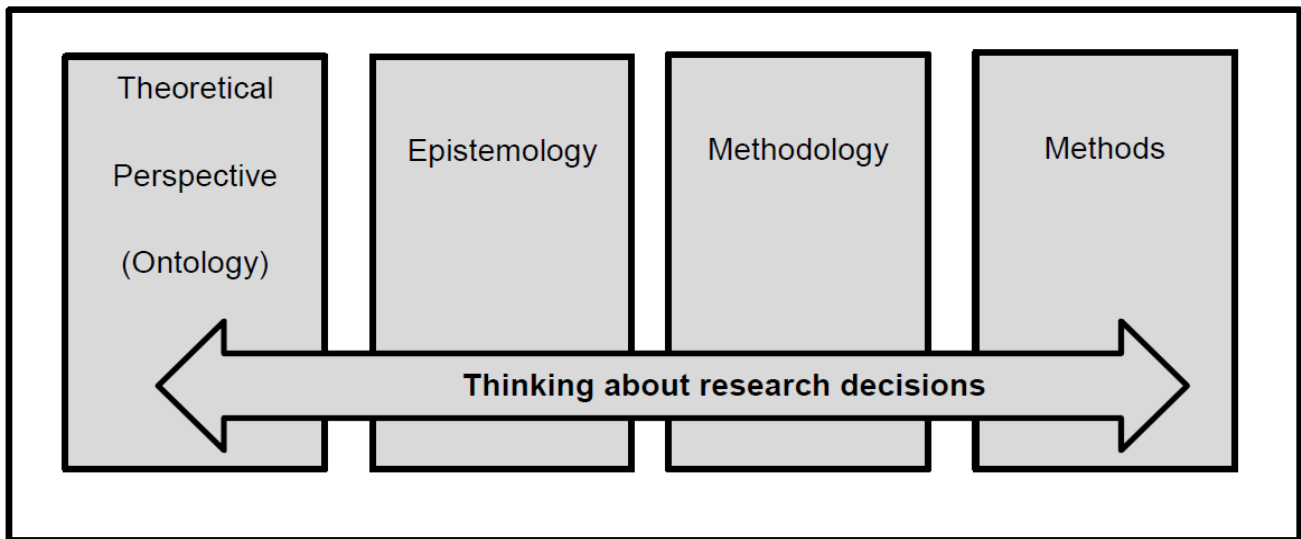 Theoretical
Perspective
(Ontology)
Epistemology
Methodology
Methods
Thinking about research decisions